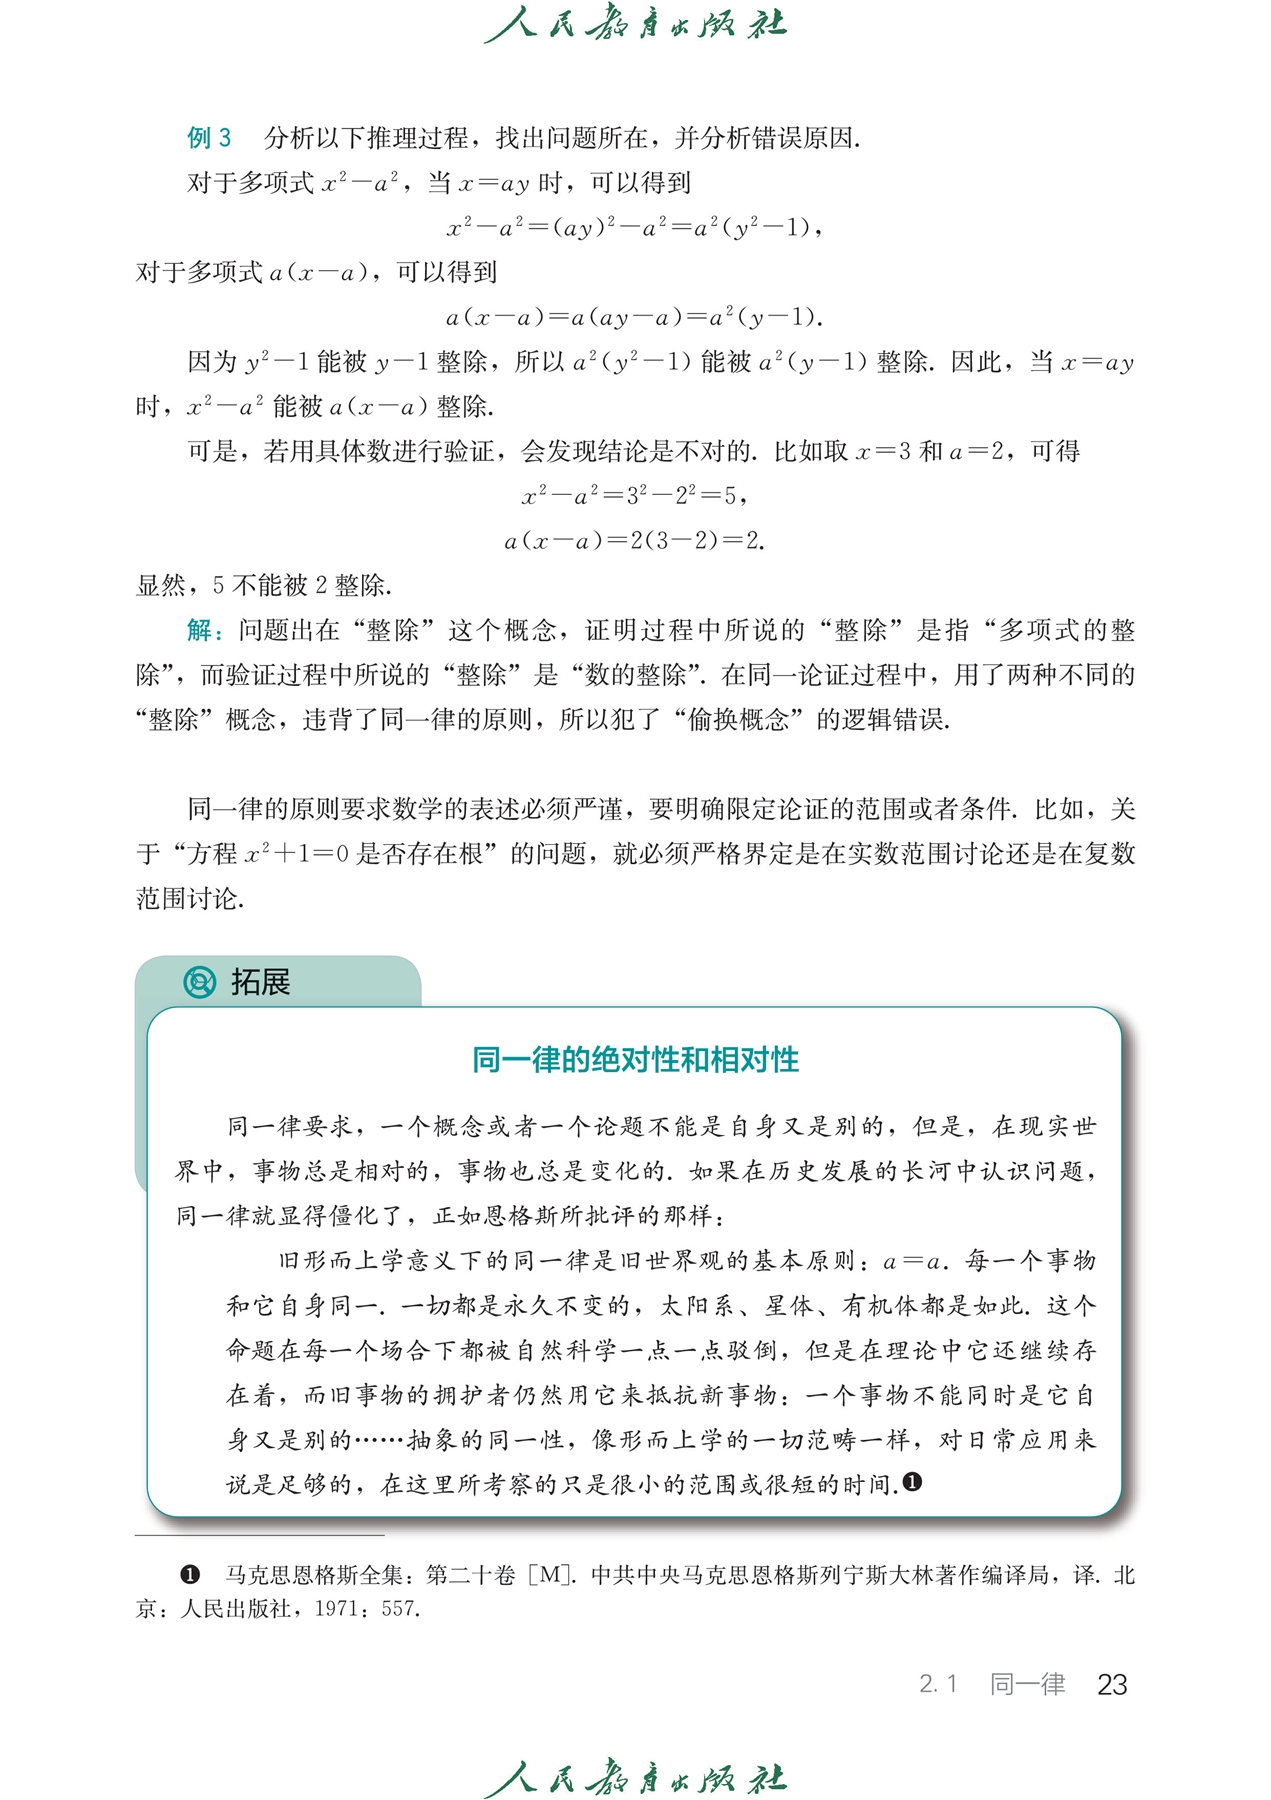 人民教育出版社
例3 分析以下推理过程，找出问题所在，并分析错误原因.
对于多项式 x²－a²，当 x＝ay 时，可以得到
x²－a²＝(ay)²－a²＝a²(y²－1)，
对于多项式 a(x－a)，可以得到
a(x－a)＝a(ay－a)＝a²(y－1).
因为 y²－1 能被 y－1 整除，所以 a²(y²－1) 能被 a²(y－1) 整除. 因此，当 x＝ay
时，x²－a² 能被 a(x－a) 整除.
可是，若用具体数进行验证，会发现结论是不对的. 比如取 x＝3 和 a＝2，可得
x²－a²＝3²－2²＝5，
a(x－a)＝2(3－2)＝2.
显然，5 不能被 2 整除.
解：问题出在“整除”这个概念，证明过程中所说的“整除”是指“多项式的整
除”，而验证过程中所说的“整除”是“数的整除”. 在同一论证过程中，用了两种不同的
“整除”概念，违背了同一律的原则，所以犯了“偷换概念”的逻辑错误.
同一律的原则要求数学的表述必须严谨，要明确限定论证的范围或者条件. 比如，关
于“方程 x²＋1＝0 是否存在根”的问题，就必须严格界定是在实数范围讨论还是在复数
范围讨论.
拓展
同一律的绝对性和相对性
同一律要求，一个概念或者一个论题不能是自身又是别的，但是，在现实世
界中，事物总是相对的，事物也总是变化的. 如果在历史发展的长河中认识问题，
同一律就显得僵化了，正如恩格斯所批评的那样：
旧形而上学意义下的同一律是旧世界观的基本原则：a＝a. 每一个事物
和它自身同一. 一切都是永久不变的，太阳系、星体、有机体都是如此. 这个
命题在每一个场合下都被自然科学一点一点驳倒，但是在理论中它还继续存
在着，而旧事物的拥护者仍然用它来抵抗新事物：一个事物不能同时是它自
身又是别的……抽象的同一性，像形而上学的一切范畴一样，对日常应用来
说是足够的，在这里所考察的只是很小的范围或很短的时间.❶
❶ 马克思恩格斯全集：第二十卷［M］. 中共中央马克思恩格斯列宁斯大林著作编译局，译. 北
京：人民出版社，1971：557.
2.1 同一律 23
人民教育出版社